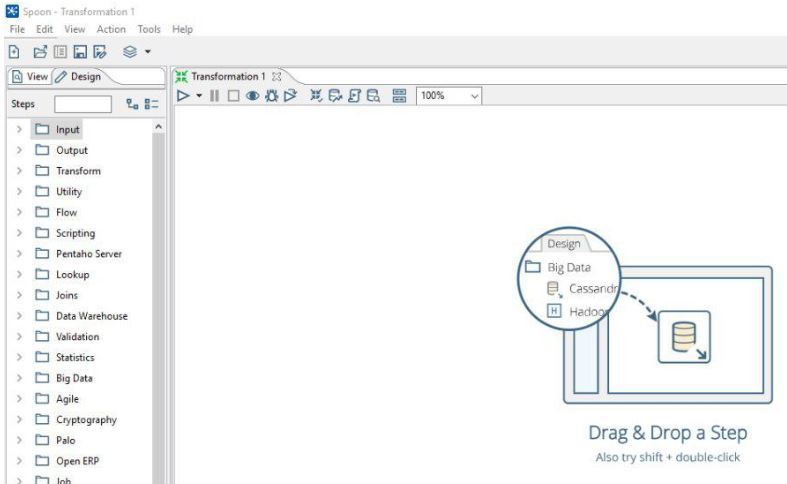 Spoon - Transformation 1
File Edit View Action Tools Help
View Design
Transformation 1
Steps
100%
Input
Output
Transform
Utility
Flow
Scripting
Pentaho Server
Lookup
Joins
Data Warehouse
Validation
Statistics
Big Data
Agile
Cryptography
Palo
Open ERP
Job
Design
Big Data
Cassandr
H Hadoop
Drag & Drop a Step
Also try shift + double-click